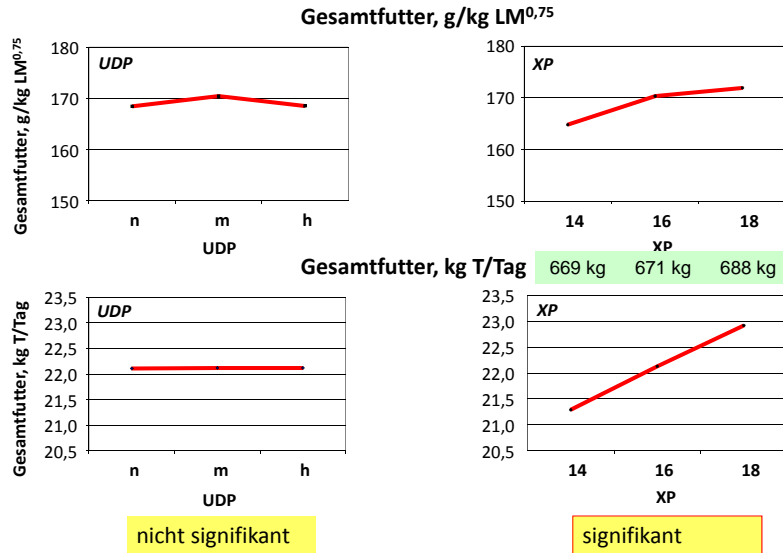 Gesamtfutter, g/kg LM0,75
Gesamtfutter, g/kg LM0,75
180
170
160
150
UDP
n m h
UDP
180
170
160
150
XP
14 16 18
XP
Gesamtfutter, kg T/Tag
669 kg 671 kg 688 kg
Gesamtfutter, kg T/Tag
23,5
23,0
22,5
22,0
21,5
21,0
20,5
UDP
n m h
UDP
23,5
23,0
22,5
22,0
21,5
21,0
20,5
XP
14 16 18
XP
nicht signifikant
signifikant